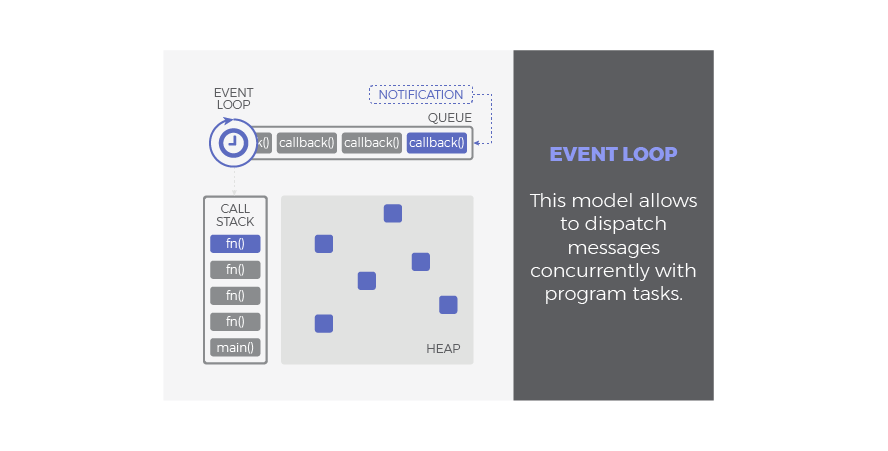 EVENT
LOOP
NOTIFICATION
QUEUE
k() callback() callback() callback()
CALL
STACK
fn()
fn()
fn()
fn()
main()
HEAP
EVENT LOOP
This model allows
to dispatch
messages
concurrently with
program tasks.